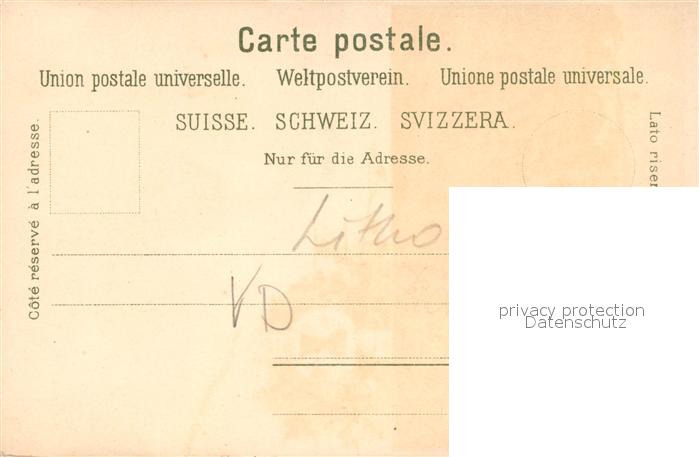 Carte postale.
Union postale universelle. Weltpostverein. Unione postale universale.
SUISSE. SCHWEIZ. SVIZZERA.
Nur für die Adresse.
Côté réservé à l'adresse.
Lato riser
Litho
VD
privacy protection
Datenschutz